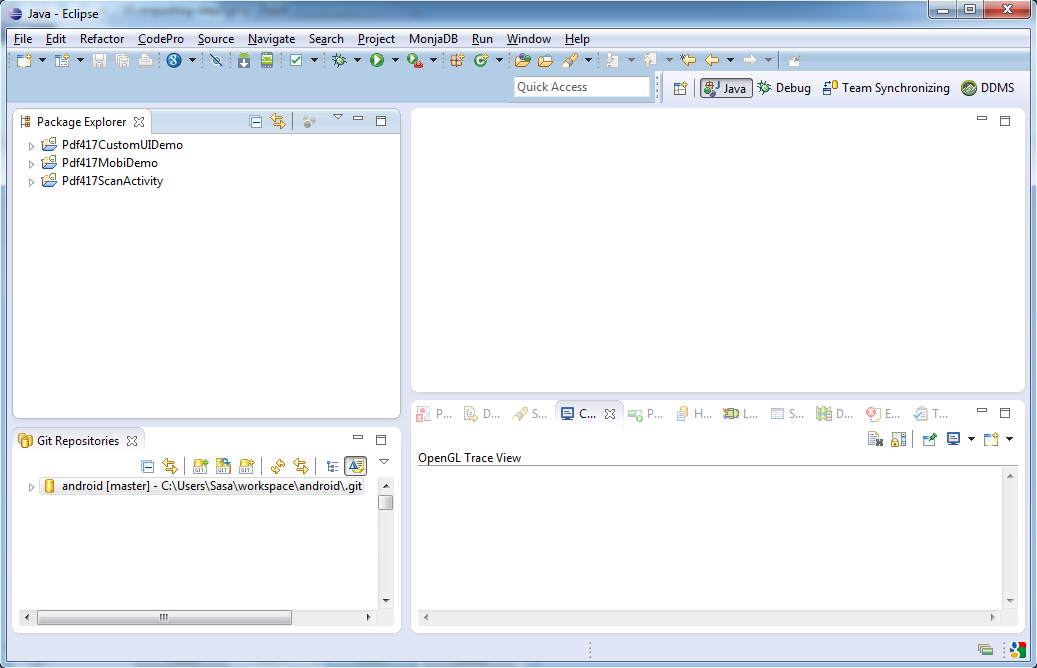 Java - Eclipse
File Edit Refactor CodePro Source Navigate Search Project MonjaDB Run Window Help
Quick Access
Java Debug Team Synchronizing DDMS
Package Explorer
Pdf417CustomUIDemo
Pdf417MobiDemo
Pdf417ScanActivity
P... D... S... C... P... H... L... S... D... E... T...
OpenGL Trace View
Git Repositories
android [master] - C:\Users\Sasa\workspace\android\.git